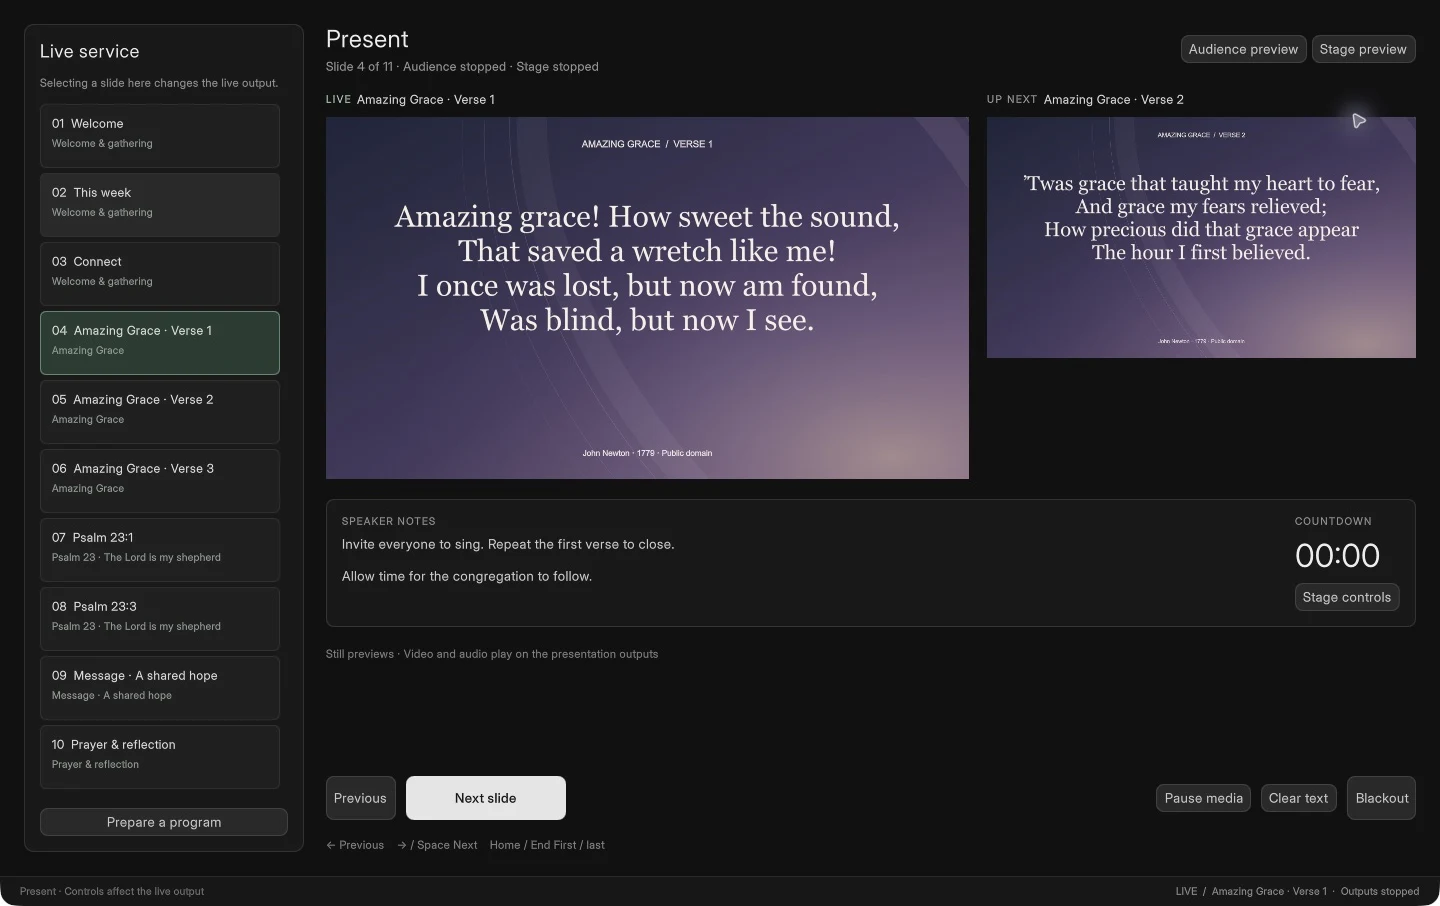 Live service
Selecting a slide here changes the live output.
01 Welcome
Welcome & gathering
02 This week
Welcome & gathering
03 Connect
Welcome & gathering
04 Amazing Grace · Verse 1
Amazing Grace
05 Amazing Grace · Verse 2
Amazing Grace
06 Amazing Grace · Verse 3
Amazing Grace
07 Psalm 23:1
Psalm 23 · The Lord is my shepherd
08 Psalm 23:3
Psalm 23 · The Lord is my shepherd
09 Message · A shared hope
Message · A shared hope
10 Prayer & reflection
Prayer & reflection
Prepare a program
Present
Slide 4 of 11 · Audience stopped · Stage stopped
Audience preview
Stage preview
LIVE Amazing Grace · Verse 1
AMAZING GRACE / VERSE 1
Amazing grace! How sweet the sound,
That saved a wretch like me!
I once was lost, but now am found,
Was blind, but now I see.
John Newton · 1779 · Public domain
UP NEXT Amazing Grace · Verse 2
AMAZING GRACE / VERSE 2
’Twas grace that taught my heart to fear,
And grace my fears relieved;
How precious did that grace appear
The hour I first believed.
John Newton · 1779 · Public domain
SPEAKER NOTES
Invite everyone to sing. Repeat the first verse to close.
Allow time for the congregation to follow.
COUNTDOWN
00:00
Stage controls
Still previews · Video and audio play on the presentation outputs
Previous
Next slide
Pause media
Clear text
Blackout
← Previous → / Space Next Home / End First / last
Present · Controls affect the live output
LIVE / Amazing Grace · Verse 1 · Outputs stopped